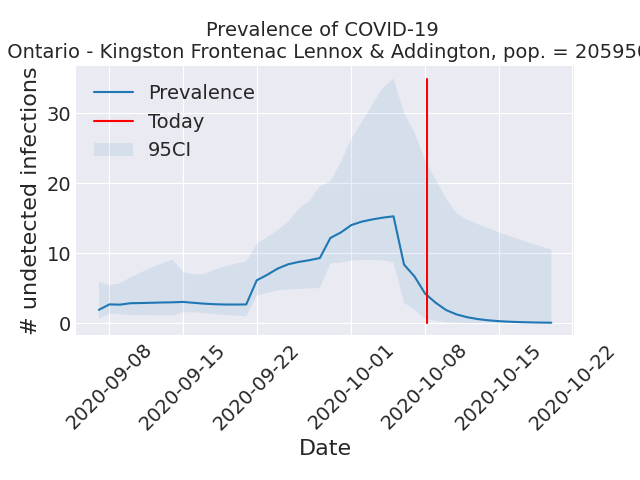 Prevalence of COVID-19
Ontario - Kingston Frontenac Lennox & Addington, pop. = 205950
Prevalence
Today
95CI
# undetected infections
30
20
10
0
2020-09-08
2020-09-15
2020-09-22
2020-10-01
2020-10-08
2020-10-15
2020-10-22
Date